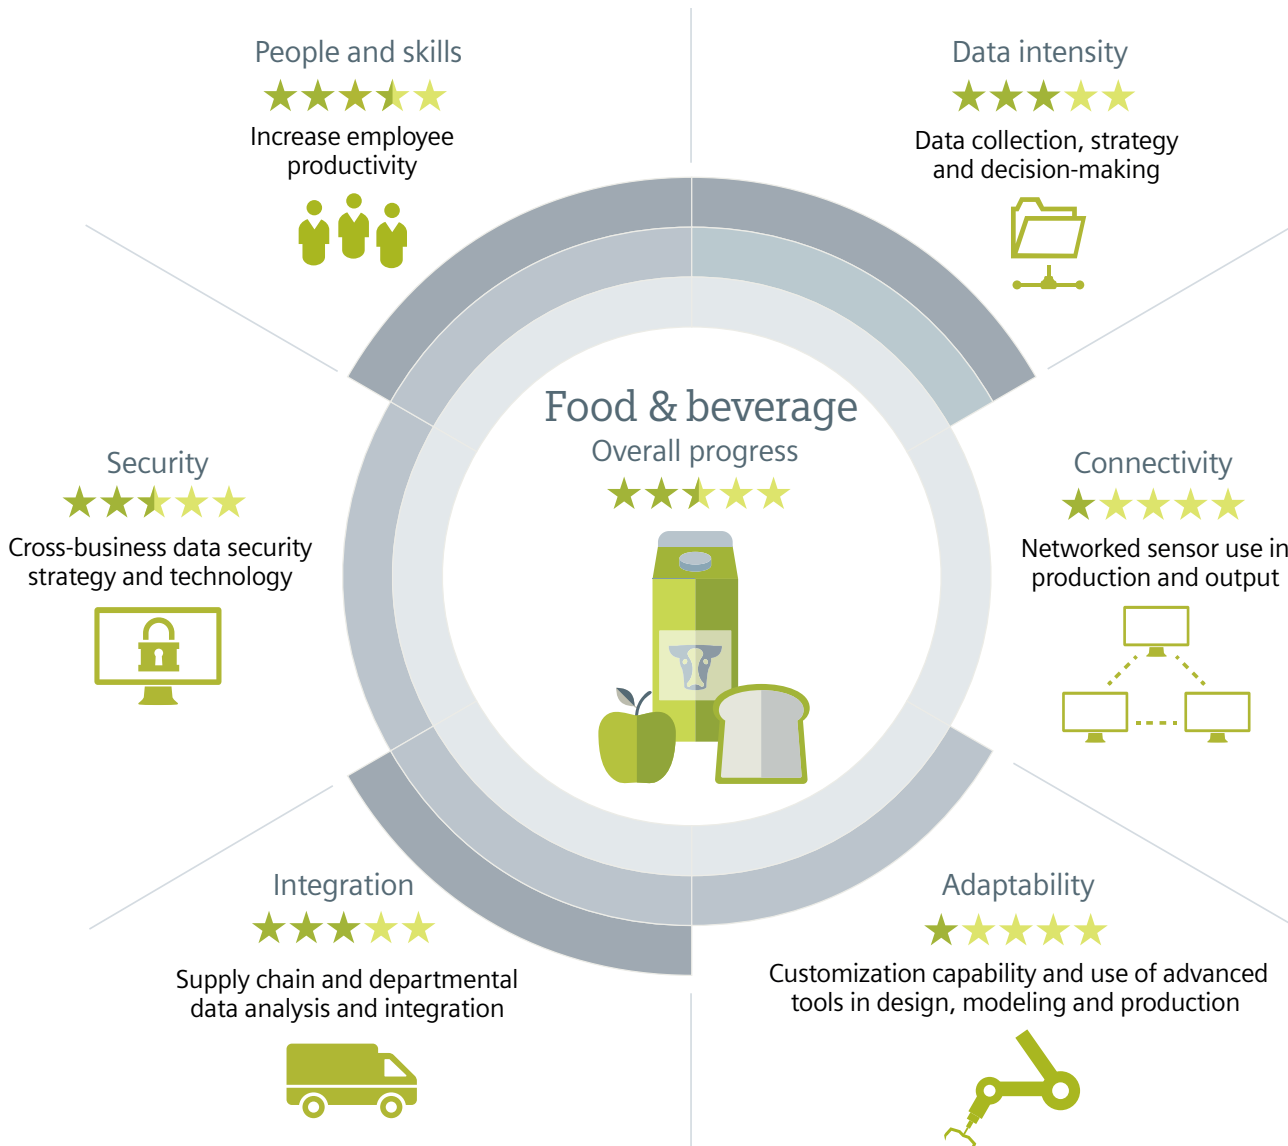 People and skills
Increase employee
productivity
Data intensity
Data collection, strategy
and decision-making
Food & beverage
Overall progress
Security
Cross-business data security
strategy and technology
Connectivity
Networked sensor use in
production and output
Integration
Supply chain and departmental
data analysis and integration
Adaptability
Customization capability and use of advanced
tools in design, modeling and production